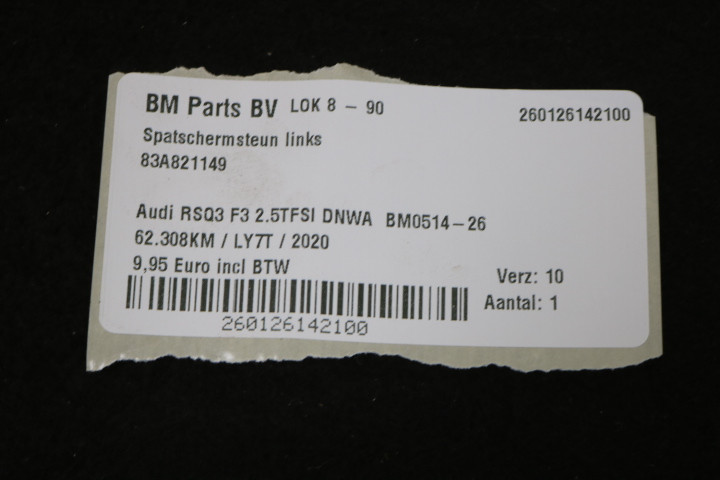 BM Parts BV LOK 8 - 90 260126142100
Spatschermsteun links
83A821149
Audi RSQ3 F3 2.5TFSI DNWA BM0514-26
62.308KM / LY7T / 2020
9,95 Euro incl BTW
Verz: 10
Aantal: 1
260126142100